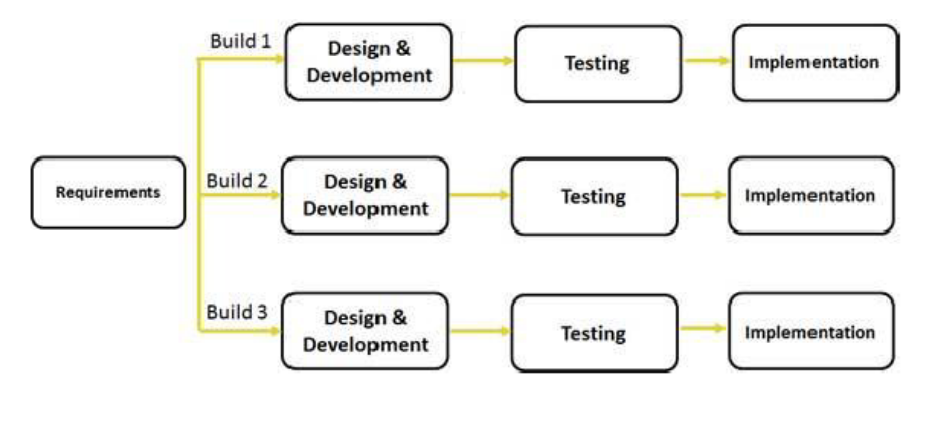 Build 1
Design &
Development
Testing
Implementation
Requirements
Build 2
Design &
Development
Testing
Implementation
Build 3
Design &
Development
Testing
Implementation